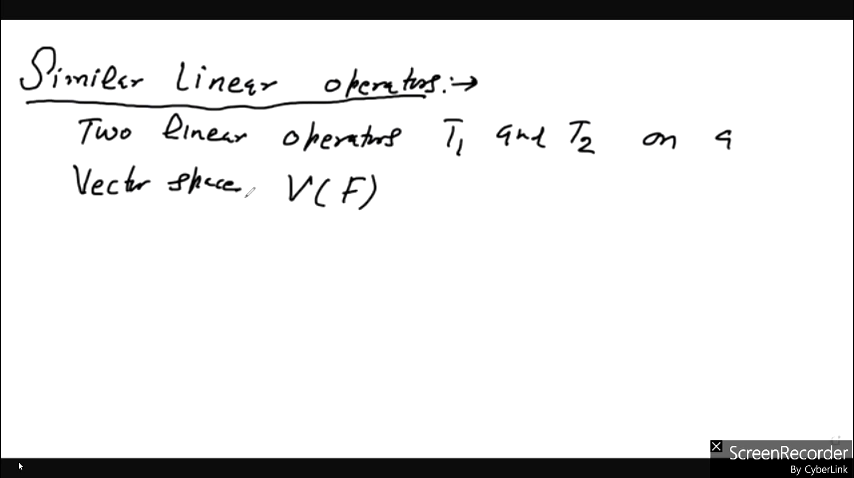 Similar Linear operators:→
Two linear operators T₁ and T₂ on a
Vector space, V(F)
ScreenRecorder
By CyberLink